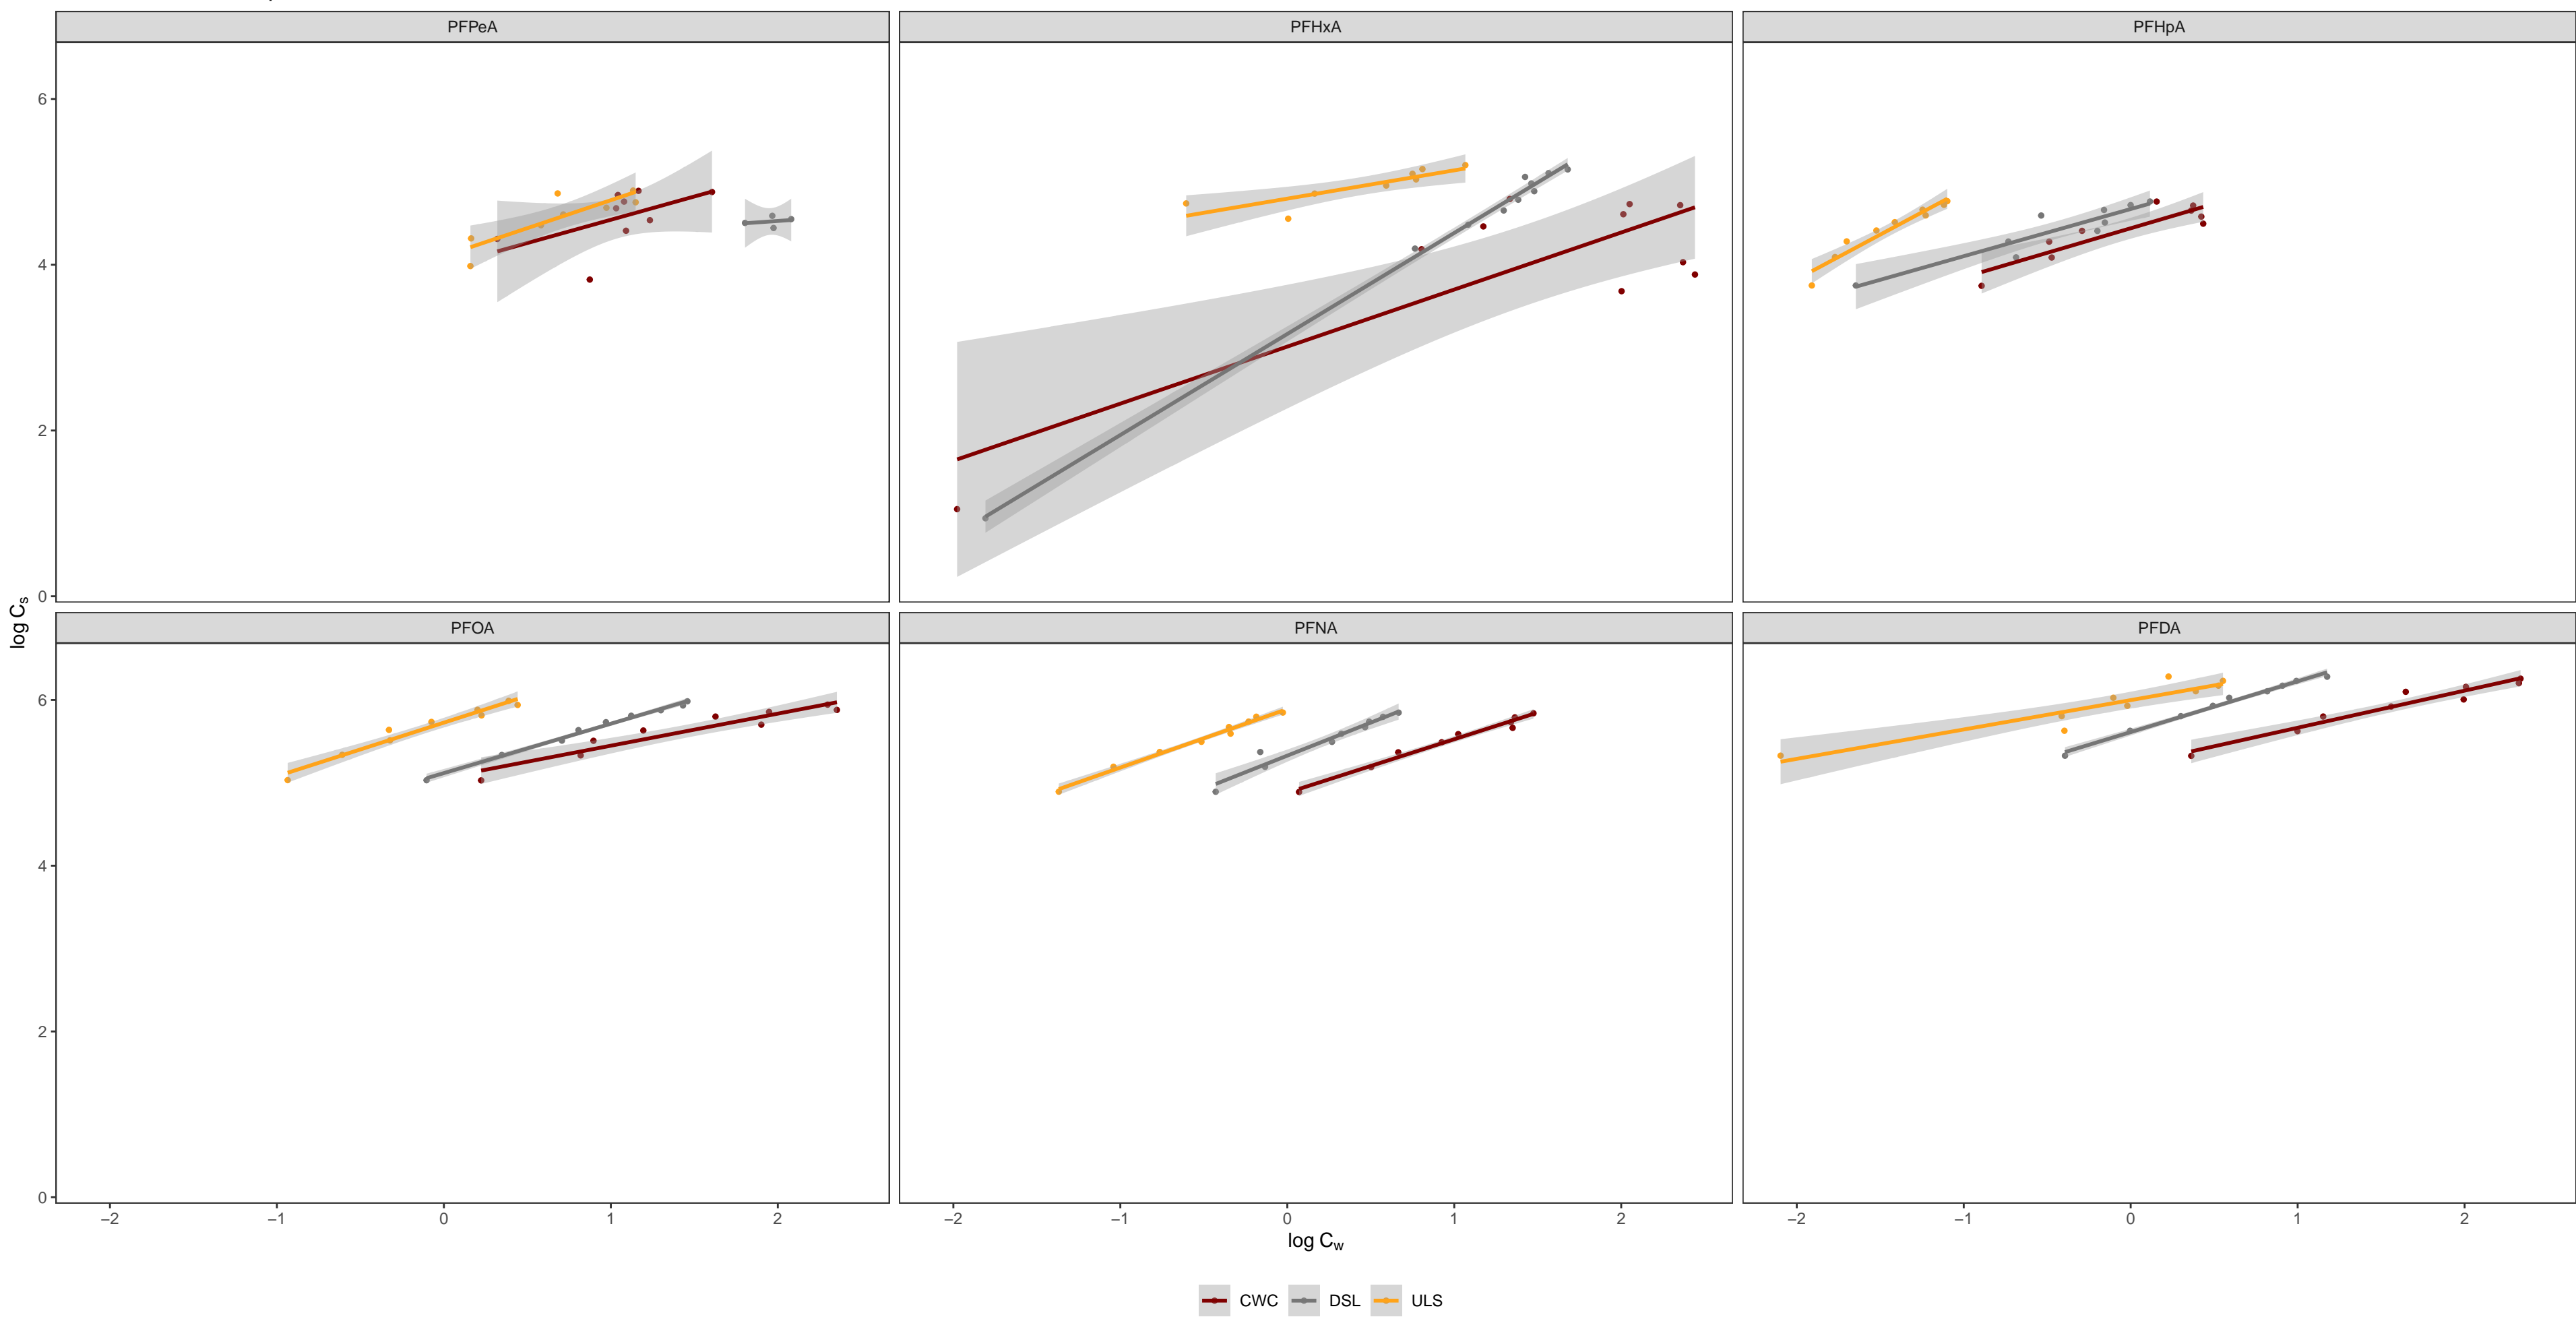 PFPeA PFHxA PFHpA
6
4
2
0
log Cs
PFOA PFNA PFDA
6
4
2
0
−2 −1 0 1 2 −2 −1 0 1 2 −2 −1 0 1 2
log Cw
CWC DSL ULS